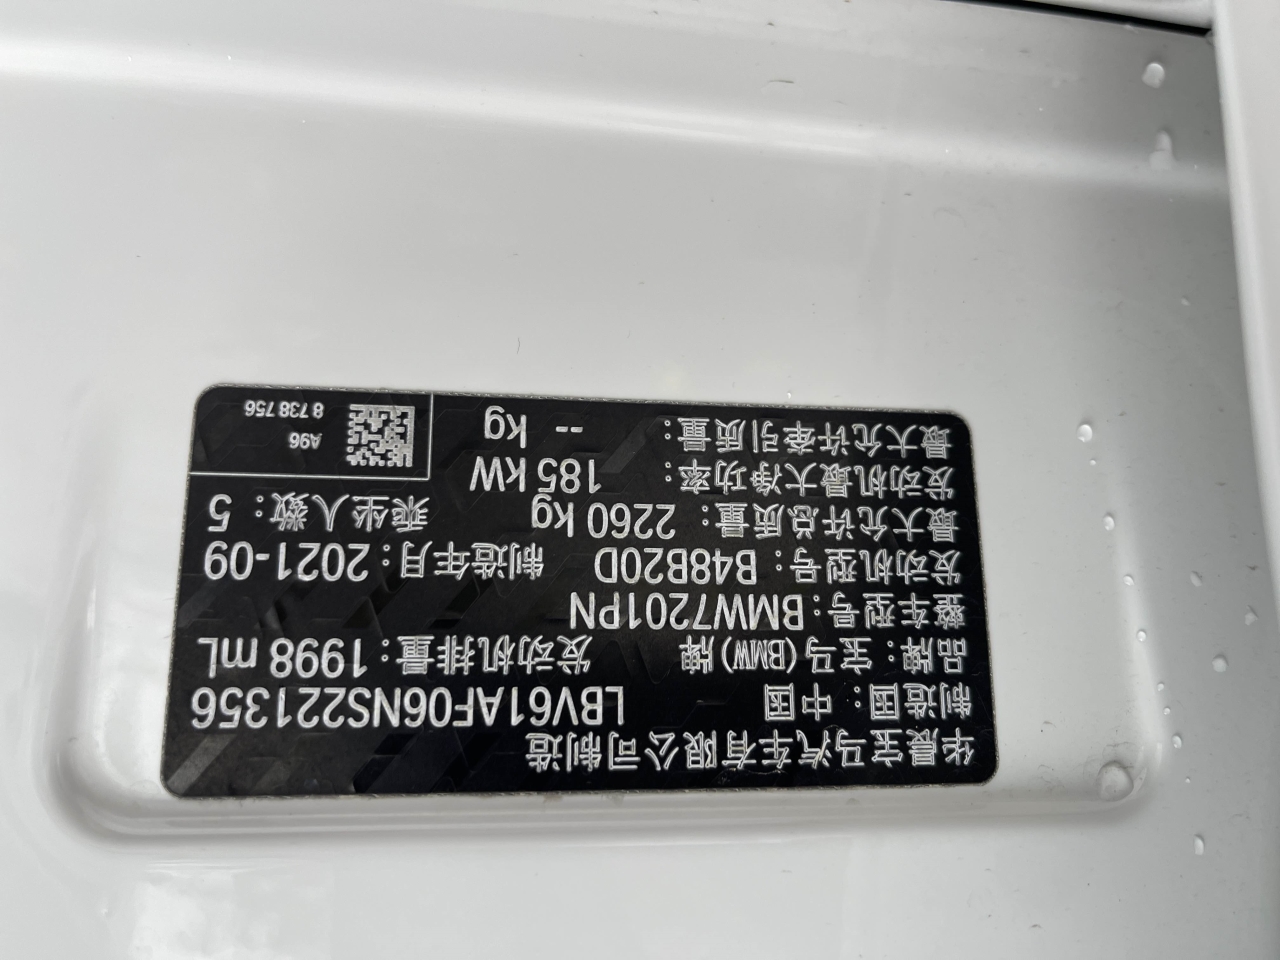 华晨宝马汽车有限公司制造
制造国：中国 LBV61AF06NS221356
品牌：宝马(BMW)牌 发动机排量：1998 mL
整车型号：BMW7201PN
发动机型号：B48B20D 制造年月：2021-09
最大允许总质量：2260 kg 乘坐人数：5
发动机最大净功率： 185 kW
最大允许牵引质量： -- kg
A96
8 738 756